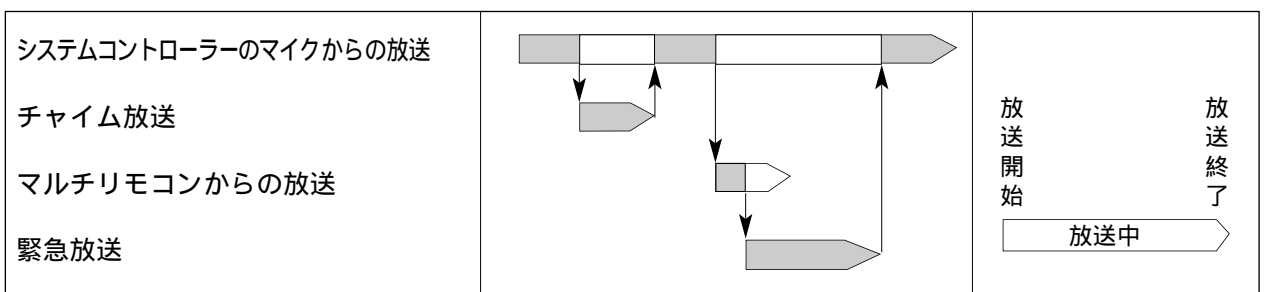 システムコントローラーのマイクからの放送
チャイム放送
マルチリモコンからの放送
緊急放送
放送開始
放送終了
放送中